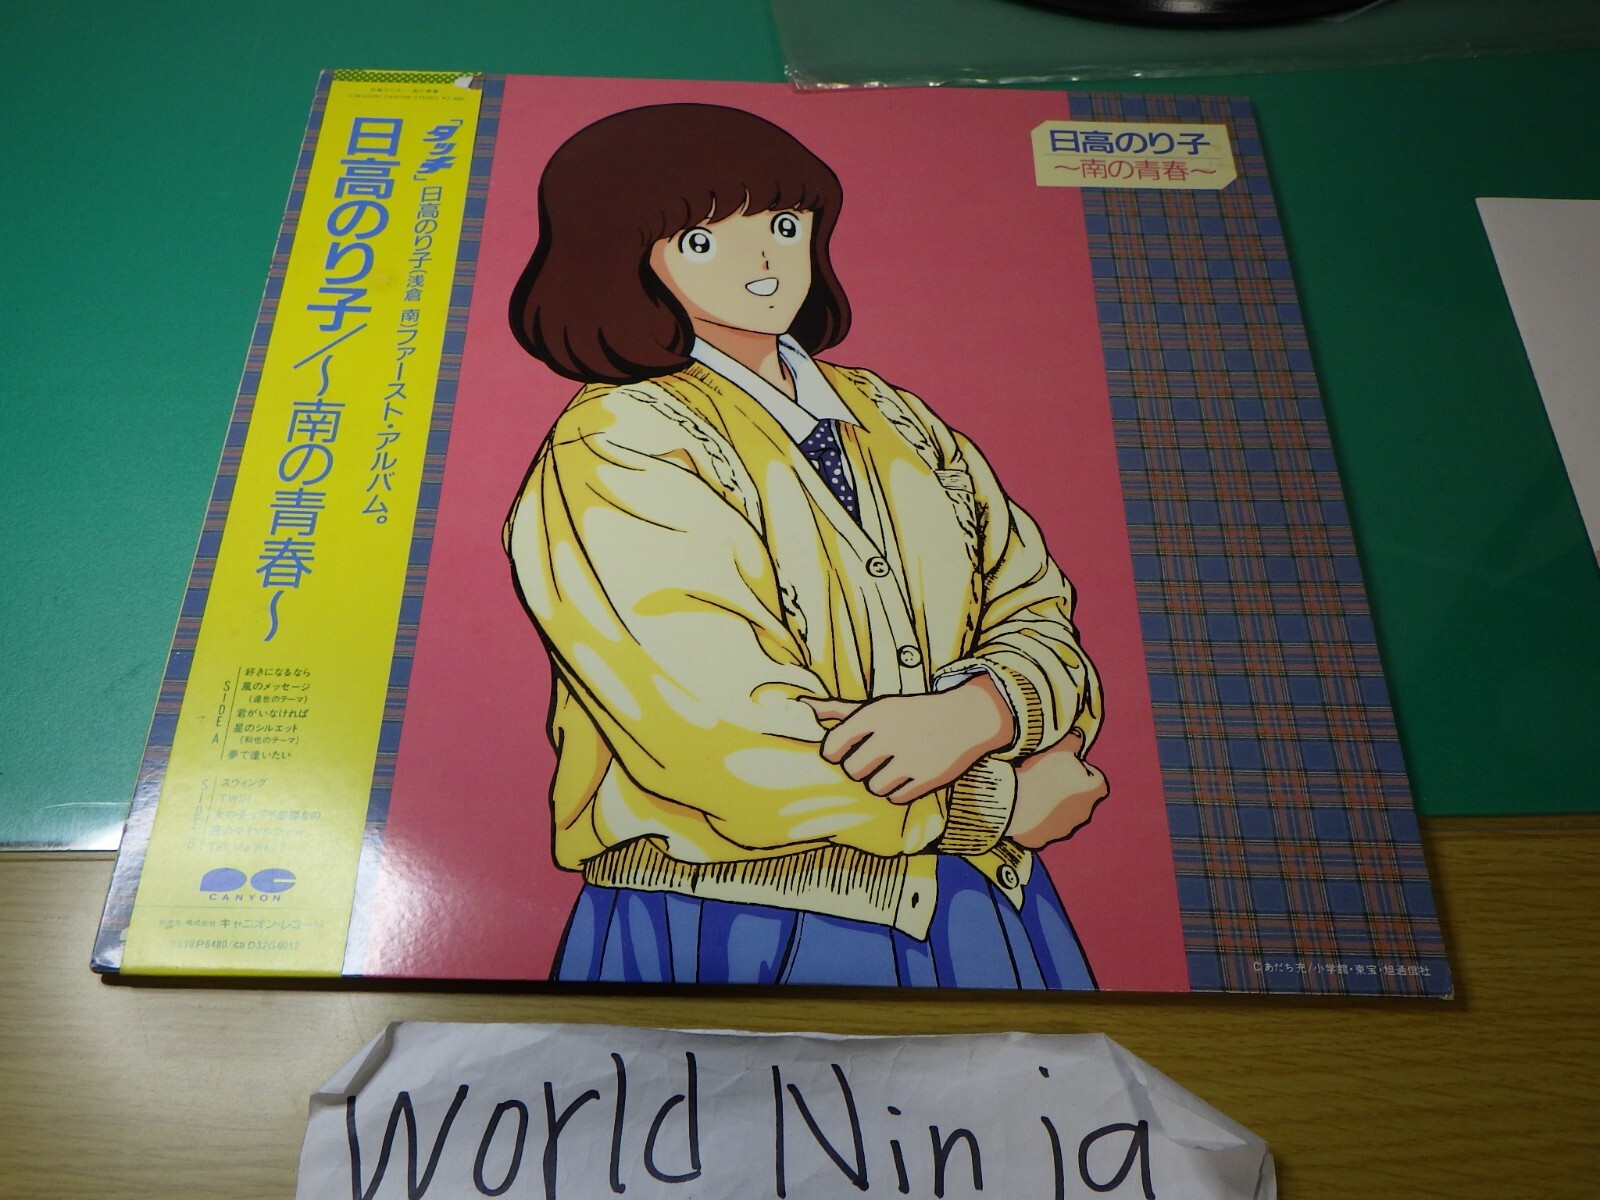 「タッチ」日高のり子(浅倉 南)ファースト・アルバム。
日高のり子/〜南の青春〜
SIDE A
好きになるなら
風のメッセージ
(達也のテーマ)
君がいなければ
星のシルエット
(和也のテーマ)
夢で逢いたい
SIDE B
スウィング
CANYON
キャニオン・レコード
日高のり子
〜南の青春〜
©あだち充/小学館・東宝・旭通信社
World Ninja